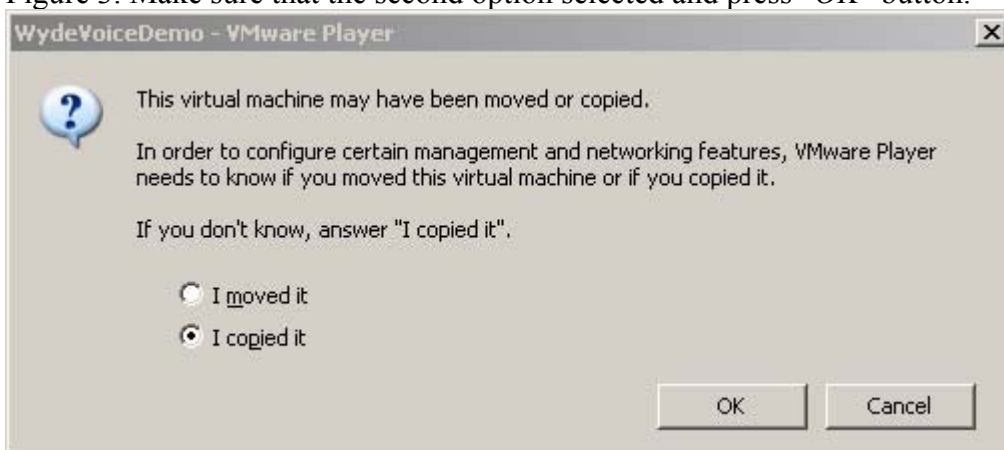 Figure 3: Make sure that the second option selected and press "OK" button.
WydeVoiceDemo - VMware Player
This virtual machine may have been moved or copied.
In order to configure certain management and networking features, VMware Player
needs to know if you moved this virtual machine or if you copied it.
If you don't know, answer "I copied it".
I moved it
I copied it
OK Cancel